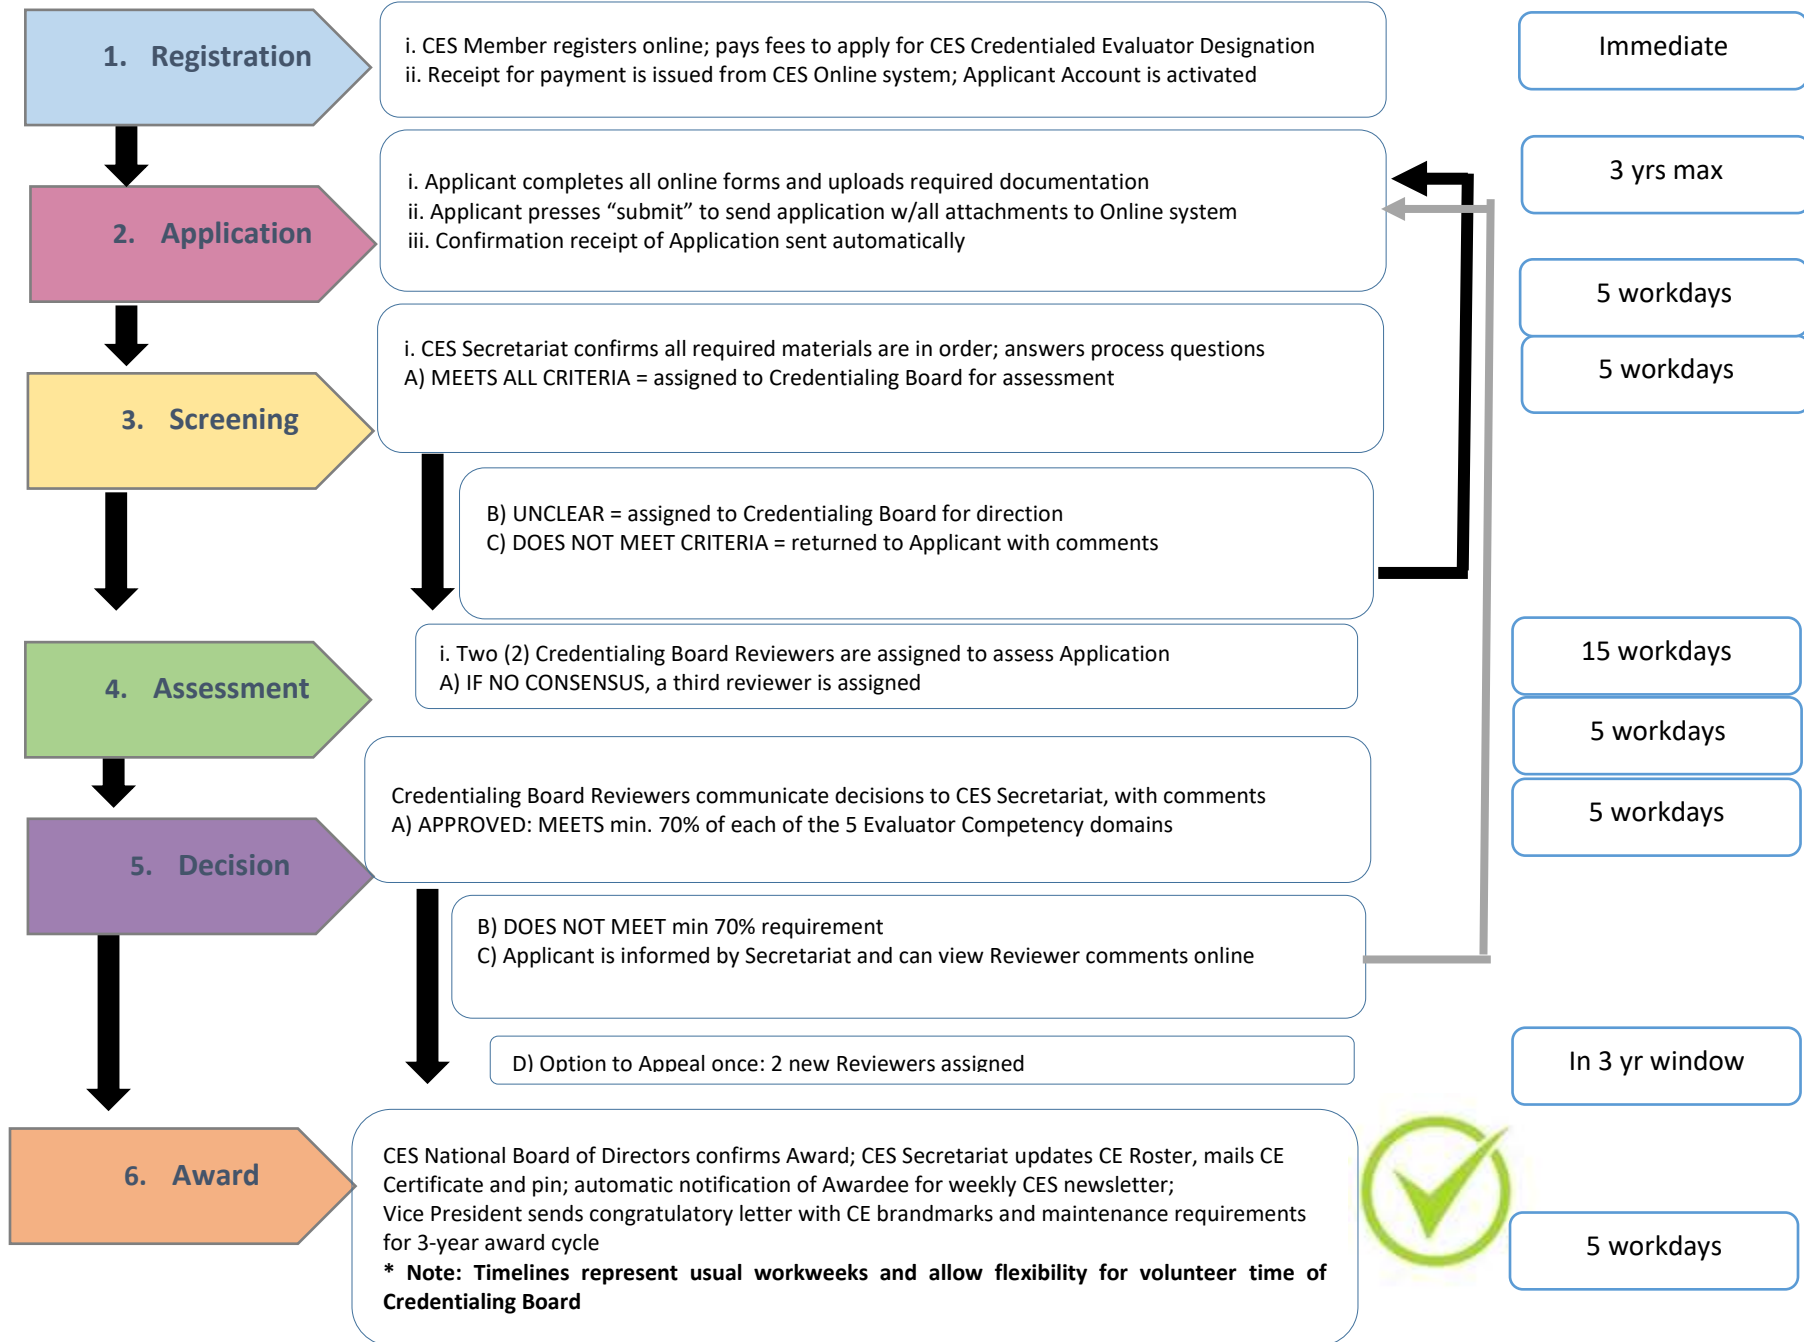 1. Registration
i. CES Member registers online; pays fees to apply for CES Credentialed Evaluator Designation
ii. Receipt for payment is issued from CES Online system; Applicant Account is activated
Immediate
2. Application
i. Applicant completes all online forms and uploads required documentation
ii. Applicant presses “submit” to send application w/all attachments to Online system
iii. Confirmation receipt of Application sent automatically
3 yrs max
5 workdays
3. Screening
i. CES Secretariat confirms all required materials are in order; answers process questions
A) MEETS ALL CRITERIA = assigned to Credentialing Board for assessment
5 workdays
B) UNCLEAR = assigned to Credentialing Board for direction
C) DOES NOT MEET CRITERIA = returned to Applicant with comments
4. Assessment
i. Two (2) Credentialing Board Reviewers are assigned to assess Application
A) IF NO CONSENSUS, a third reviewer is assigned
15 workdays
5 workdays
5. Decision
Credentialing Board Reviewers communicate decisions to CES Secretariat, with comments
A) APPROVED: MEETS min. 70% of each of the 5 Evaluator Competency domains
5 workdays
B) DOES NOT MEET min 70% requirement
C) Applicant is informed by Secretariat and can view Reviewer comments online
D) Option to Appeal once: 2 new Reviewers assigned
In 3 yr window
6. Award
CES National Board of Directors confirms Award; CES Secretariat updates CE Roster, mails CE
Certificate and pin; automatic notification of Awardee for weekly CES newsletter;
Vice President sends congratulatory letter with CE brandmarks and maintenance requirements
for 3-year award cycle
* Note: Timelines represent usual workweeks and allow flexibility for volunteer time of
Credentialing Board
5 workdays